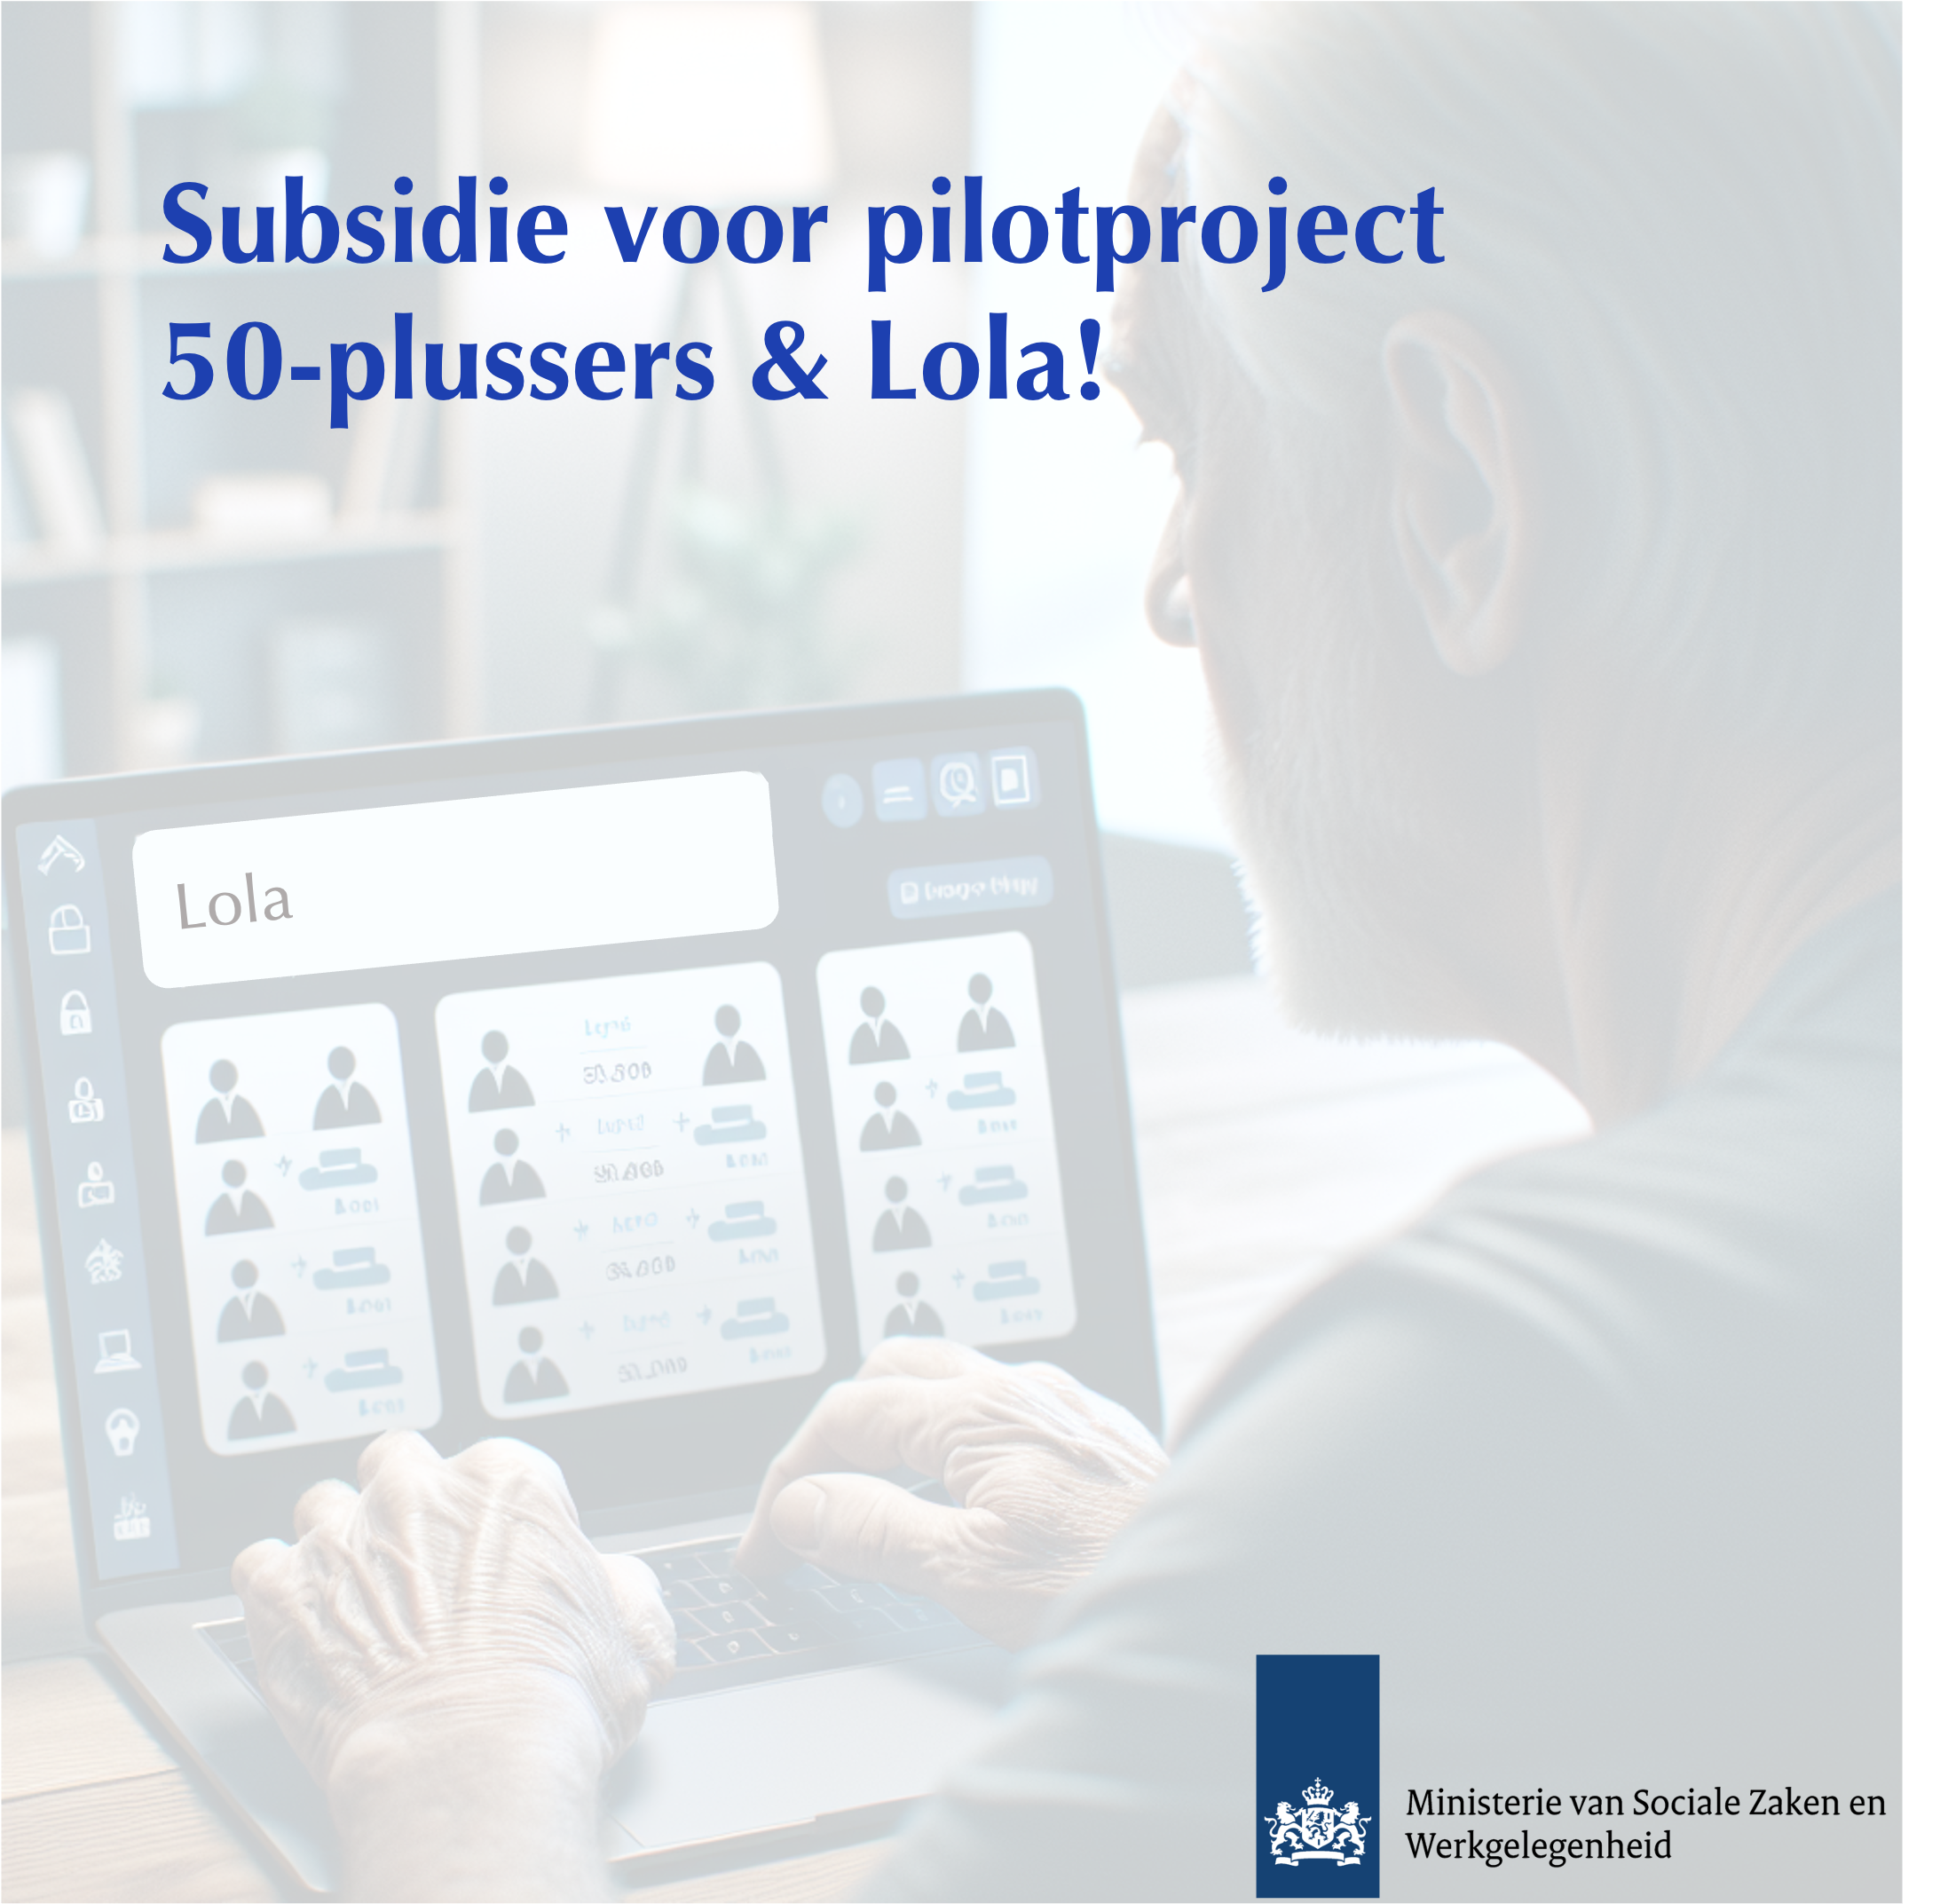 Subsidie voor pilotproject
50-plussers & Lola!
Lola
Ministerie van Sociale Zaken en
Werkgelegenheid